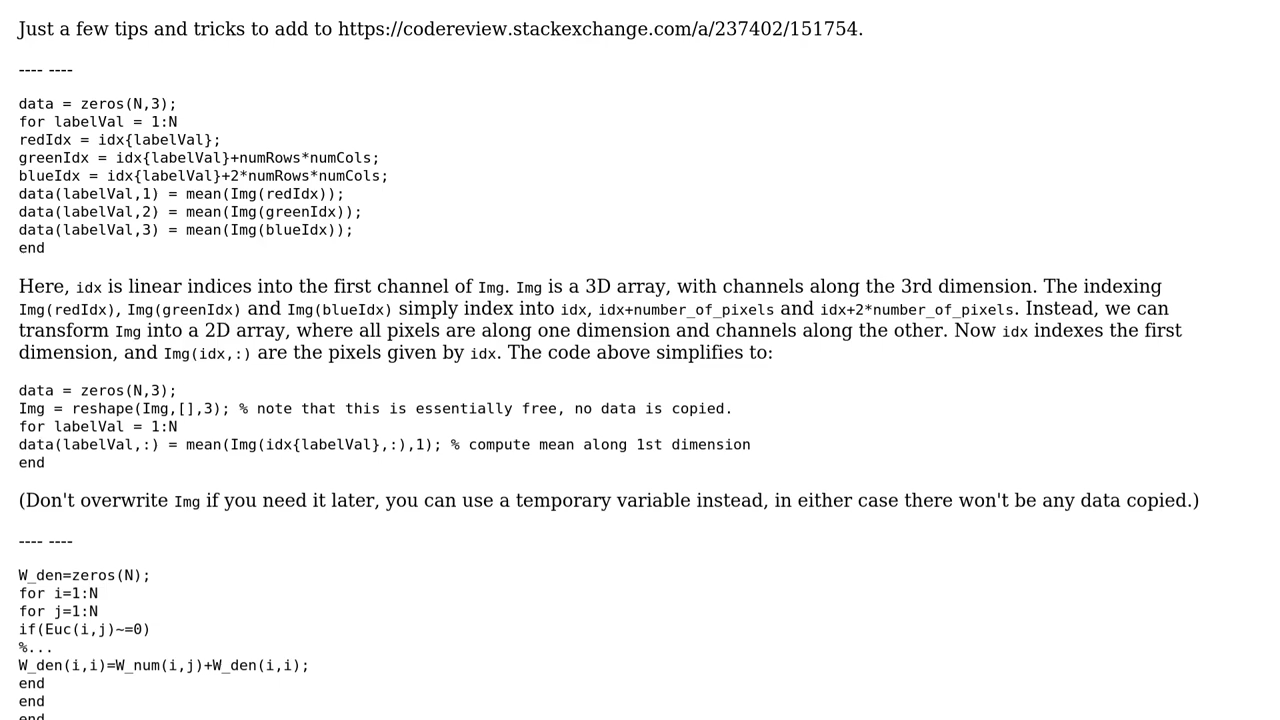 Just a few tips and tricks to add to https://codereview.stackexchange.com/a/237402/151754.
---- ----
data = zeros(N,3);
for labelVal = 1:N
redIdx = idx{labelVal};
greenIdx = idx{labelVal}+numRows*numCols;
blueIdx = idx{labelVal}+2*numRows*numCols;
data(labelVal,1) = mean(Img(redIdx));
data(labelVal,2) = mean(Img(greenIdx));
data(labelVal,3) = mean(Img(blueIdx));
end
Here, idx is linear indices into the first channel of Img. Img is a 3D array, with channels along the 3rd dimension. The indexing
Img(redIdx), Img(greenIdx) and Img(blueIdx) simply index into idx, idx+number_of_pixels and idx+2*number_of_pixels. Instead, we can
transform Img into a 2D array, where all pixels are along one dimension and channels along the other. Now idx indexes the first
dimension, and Img(idx,:) are the pixels given by idx. The code above simplifies to:
data = zeros(N,3);
Img = reshape(Img,[],3); % note that this is essentially free, no data is copied.
for labelVal = 1:N
data(labelVal,:) = mean(Img(idx{labelVal},:),1); % compute mean along 1st dimension
end
(Don't overwrite Img if you need it later, you can use a temporary variable instead, in either case there won't be any data copied.)
---- ----
W_den=zeros(N);
for i=1:N
for j=1:N
if(Euc(i,j)~=0)
%...
W_den(i,i)=W_num(i,j)+W_den(i,i);
end
end
end